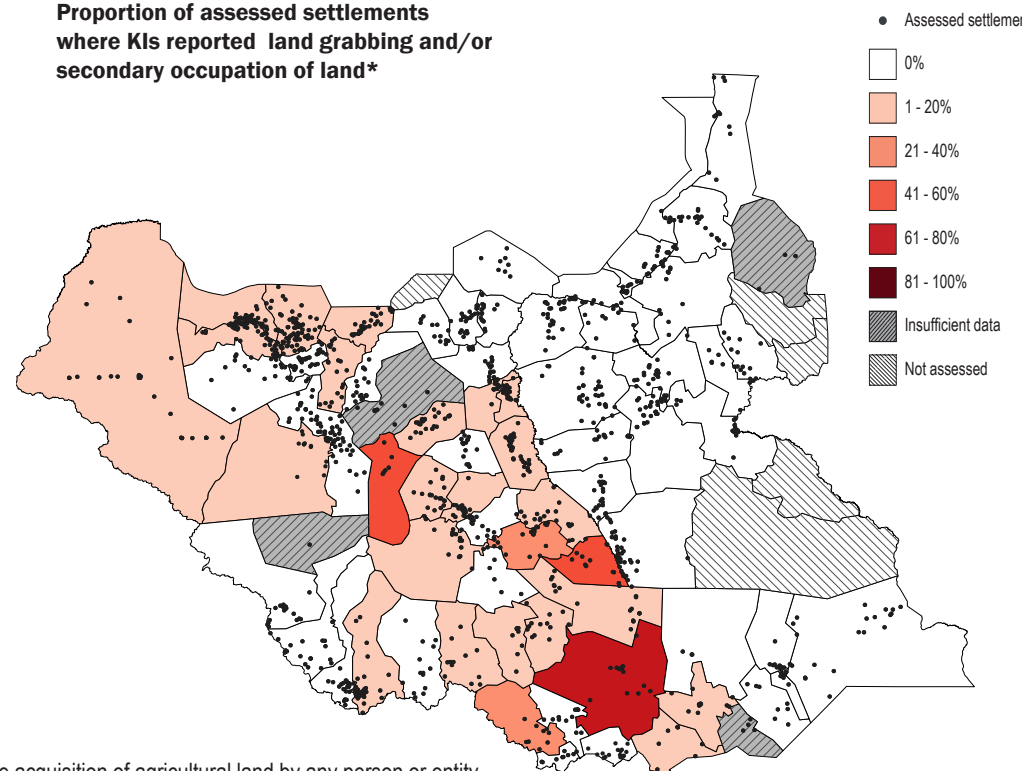 Proportion of assessed settlements
where KIs reported land grabbing and/or
secondary occupation of land*
Assessed
0%
1 - 20%
21 - 40%
41 - 60%
61 - 80%
81 - 100%
Insufficient data
Not assessed
acquisition of agricultural land by any person or entity